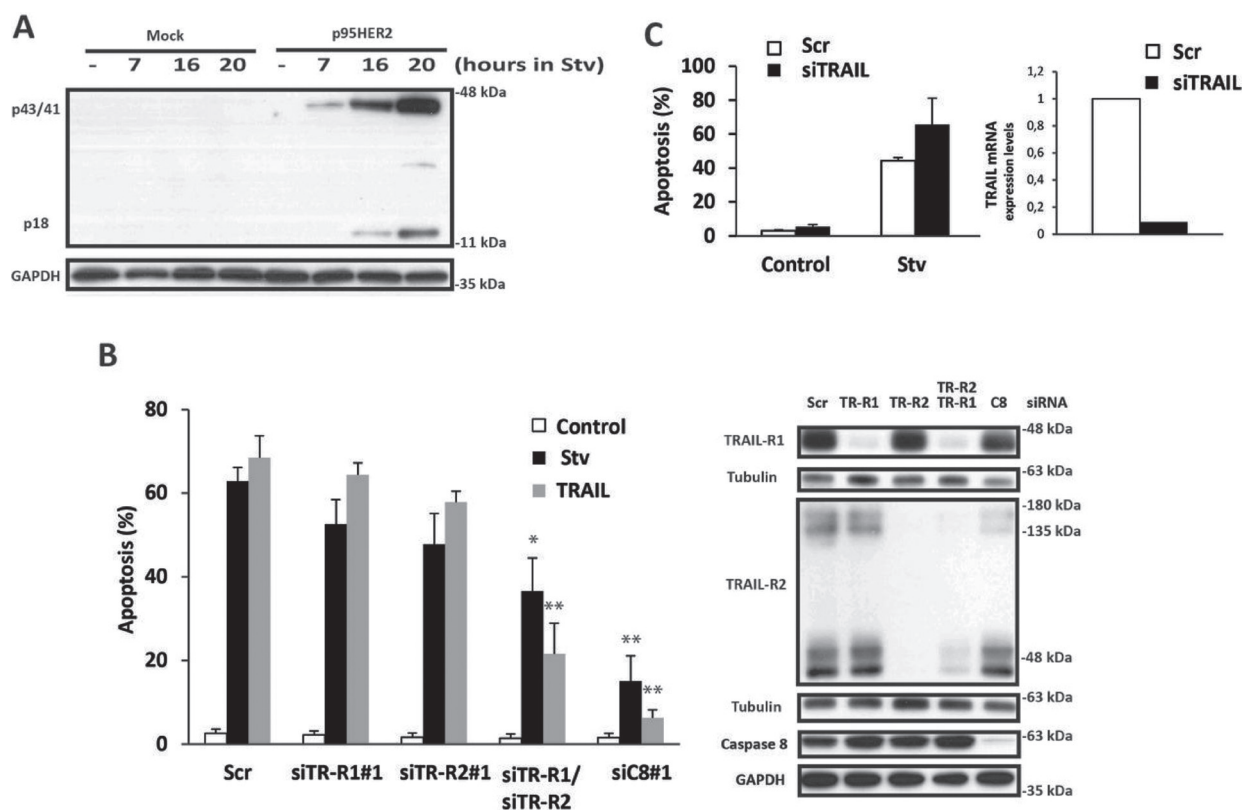 A
Mock p95HER2
- 7 16 20 - 7 16 20 (hours in Stv)
p43/41
-48 kDa
p18
-11 kDa
GAPDH
-35 kDa
C
Scr
siTRAIL
100
80
60
40
20
0
Apoptosis (%)
Control Stv
Scr
siTRAIL
1,2
1
0,8
0,6
0,4
0,2
0
TRAIL mRNA
expression levels
B
80
60
40
20
0
Apoptosis (%)
Control
Stv
TRAIL
*
**
**
**
Scr siTR-R1#1 siTR-R2#1 siTR-R1/ siC8#1
siTR-R2
TR-R2
Scr TR-R1 TR-R2 TR-R1 C8 siRNA
TRAIL-R1
-48 kDa
Tubulin
-63 kDa
-180 kDa
-135 kDa
TRAIL-R2
-48 kDa
Tubulin
-63 kDa
Caspase 8
-63 kDa
GAPDH
-35 kDa